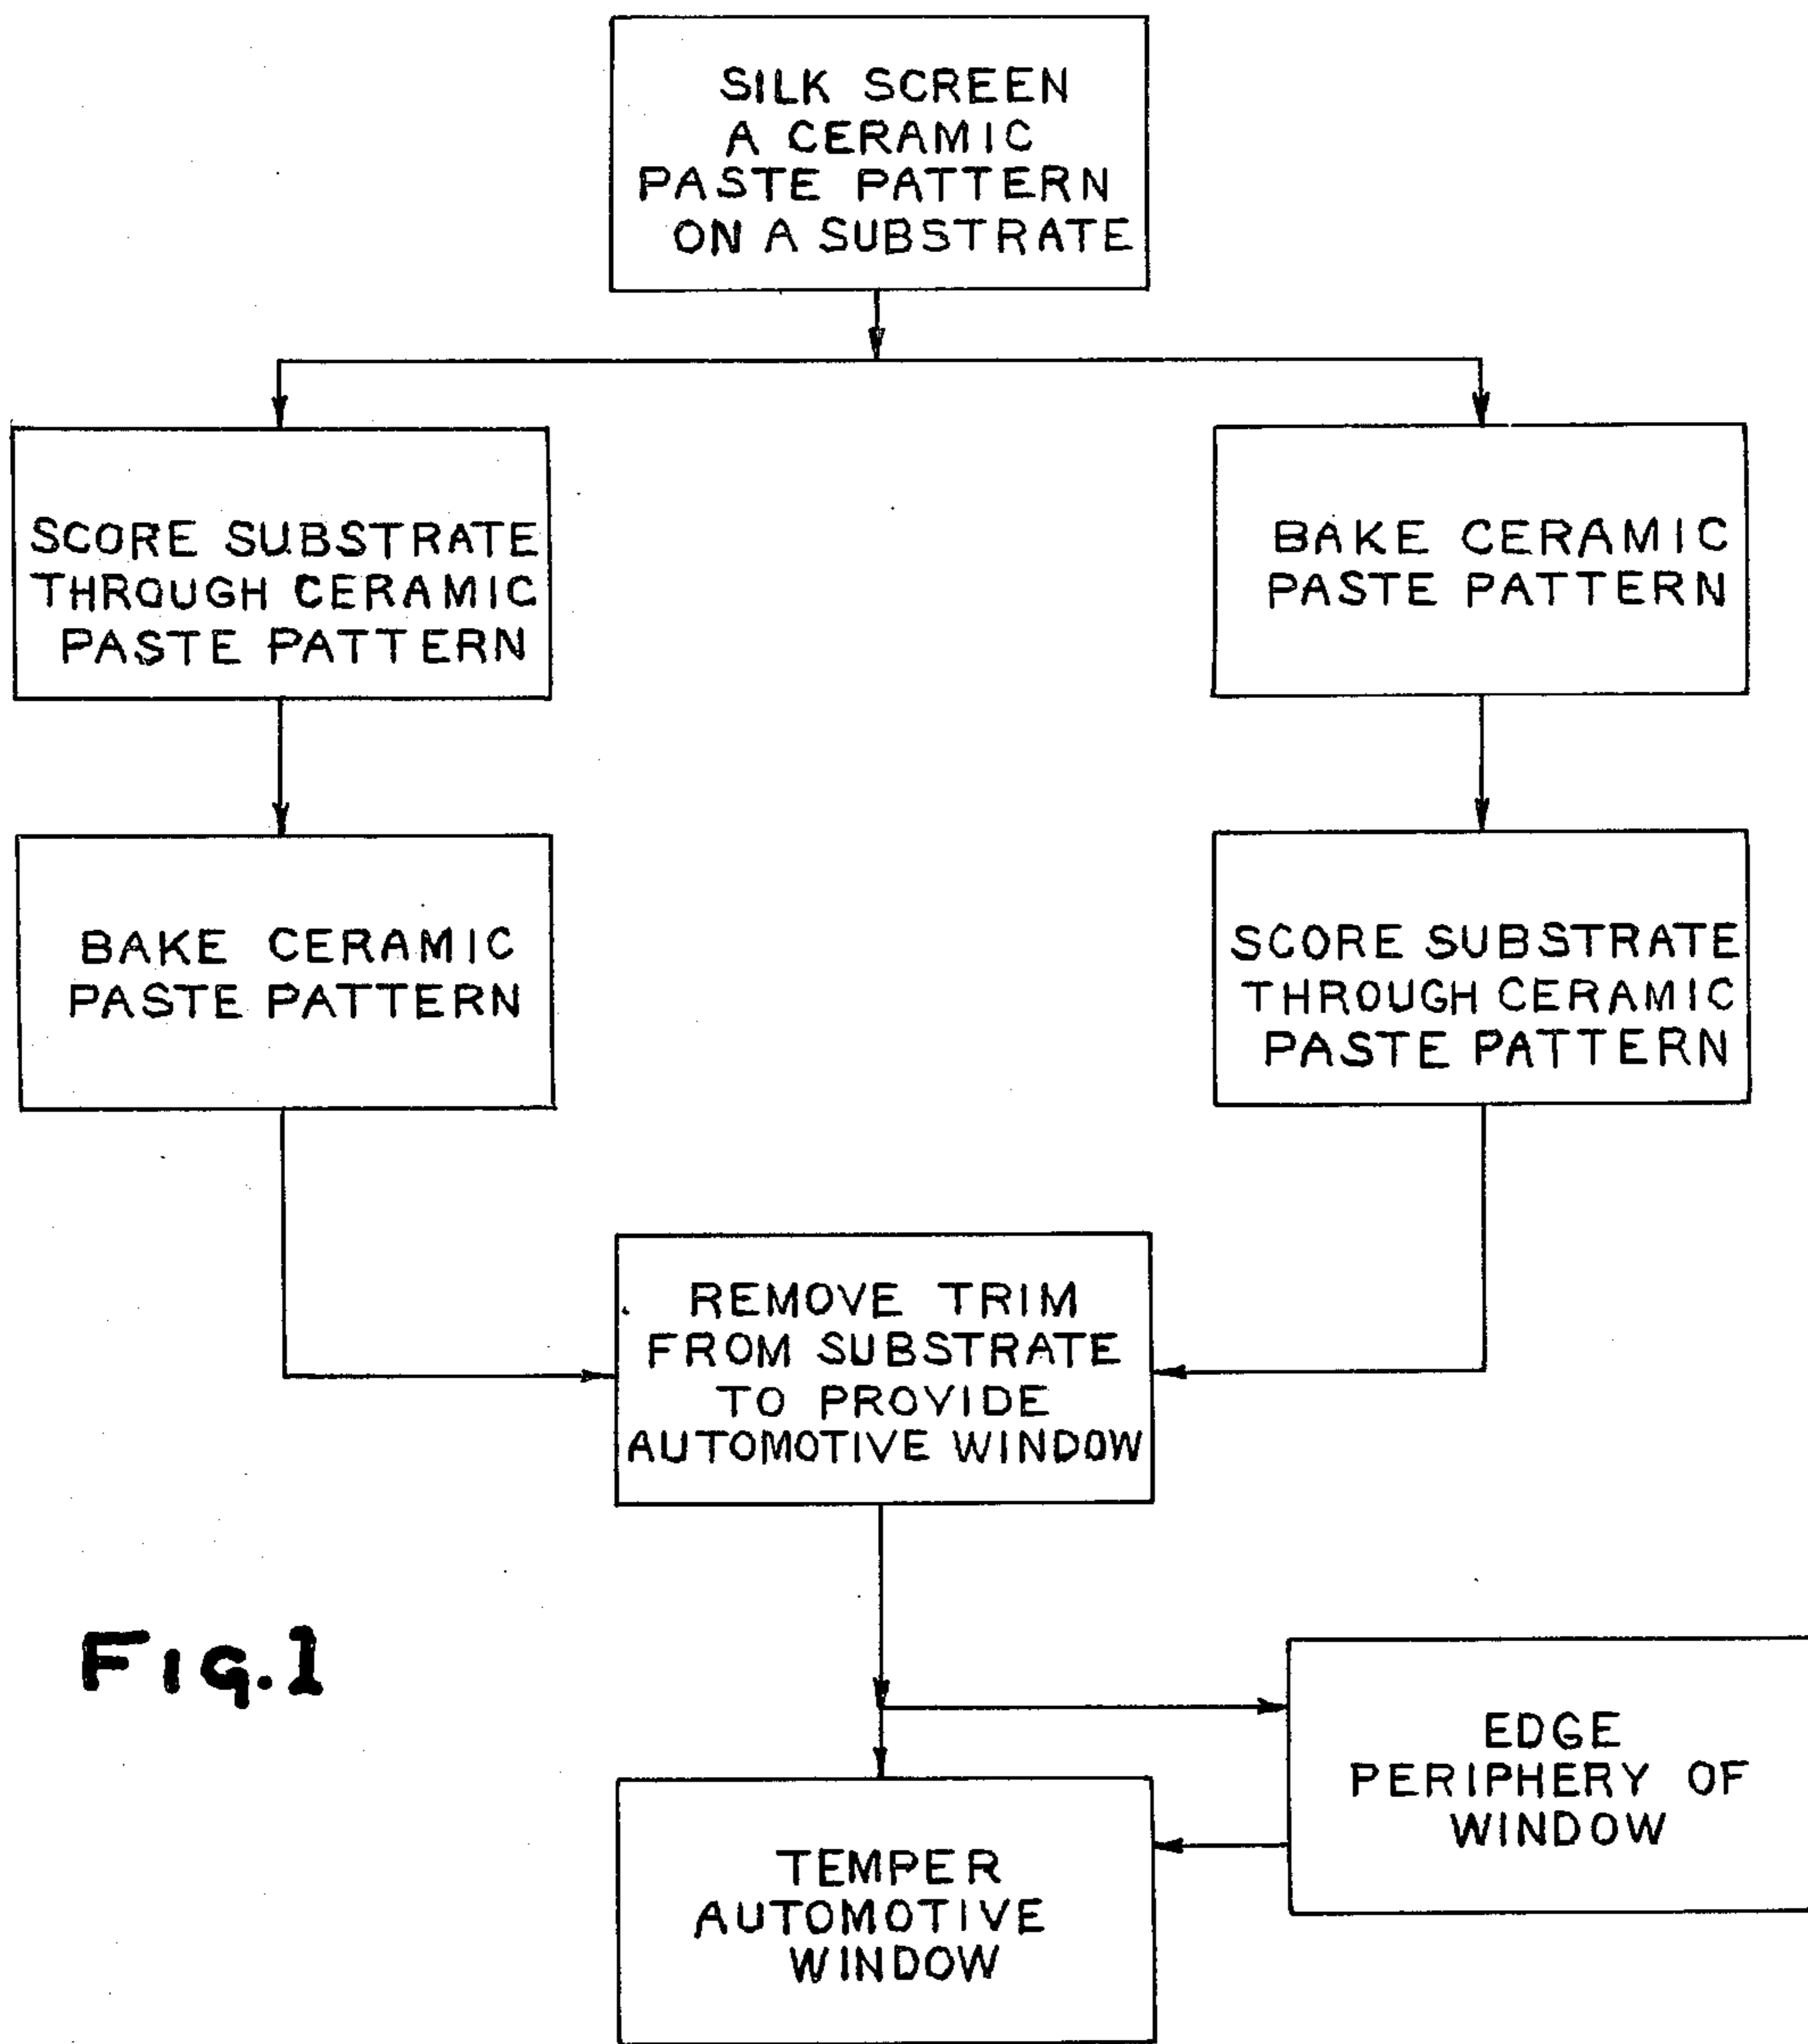 SILK SCREEN
A CERAMIC
PASTE PATTERN
ON A SUBSTRATE
SCORE SUBSTRATE
THROUGH CERAMIC
PASTE PATTERN
BAKE CERAMIC
PASTE PATTERN
BAKE CERAMIC
PASTE PATTERN
SCORE SUBSTRATE
THROUGH CERAMIC
PASTE PATTERN
REMOVE TRIM
FROM SUBSTRATE
TO PROVIDE
AUTOMOTIVE WINDOW
FIG.1
EDGE
PERIPHERY OF
WINDOW
TEMPER
AUTOMOTIVE
WINDOW